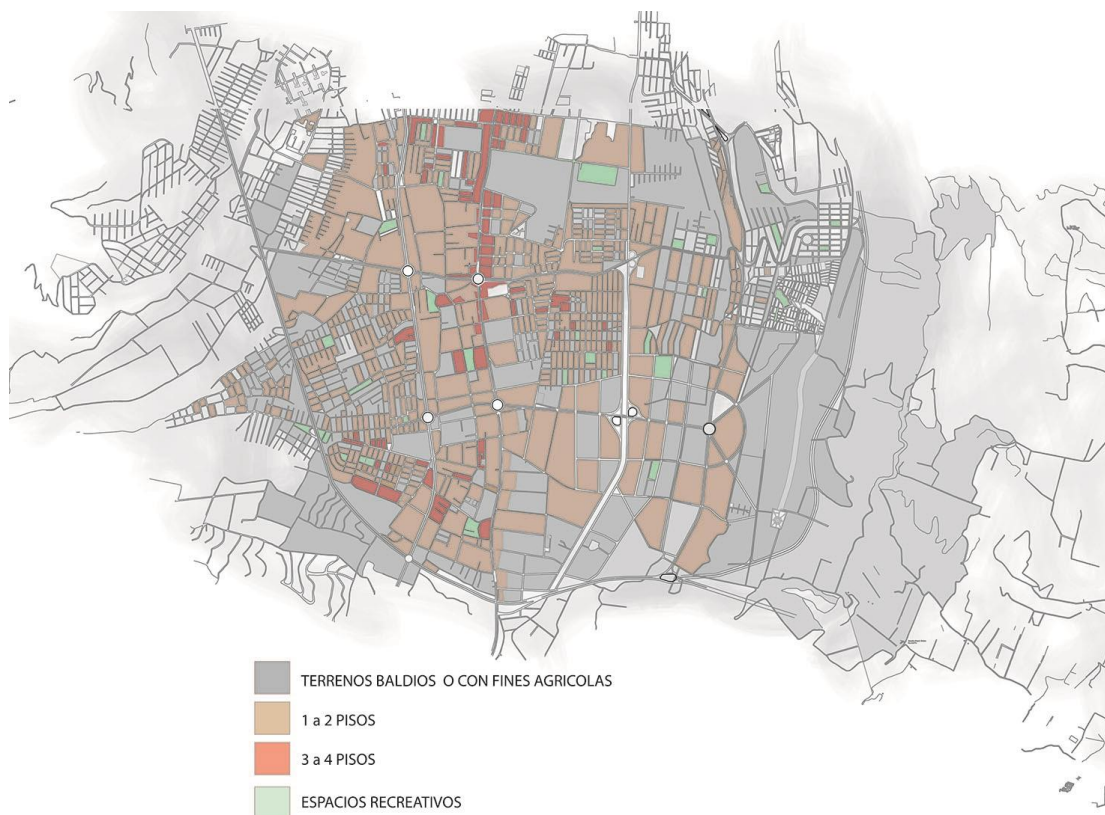 TERRENOS BALDIOS O CON FINES AGRICOLAS
1 a 2 PISOS
3 a 4 PISOS
ESPACIOS RECREATIVOS